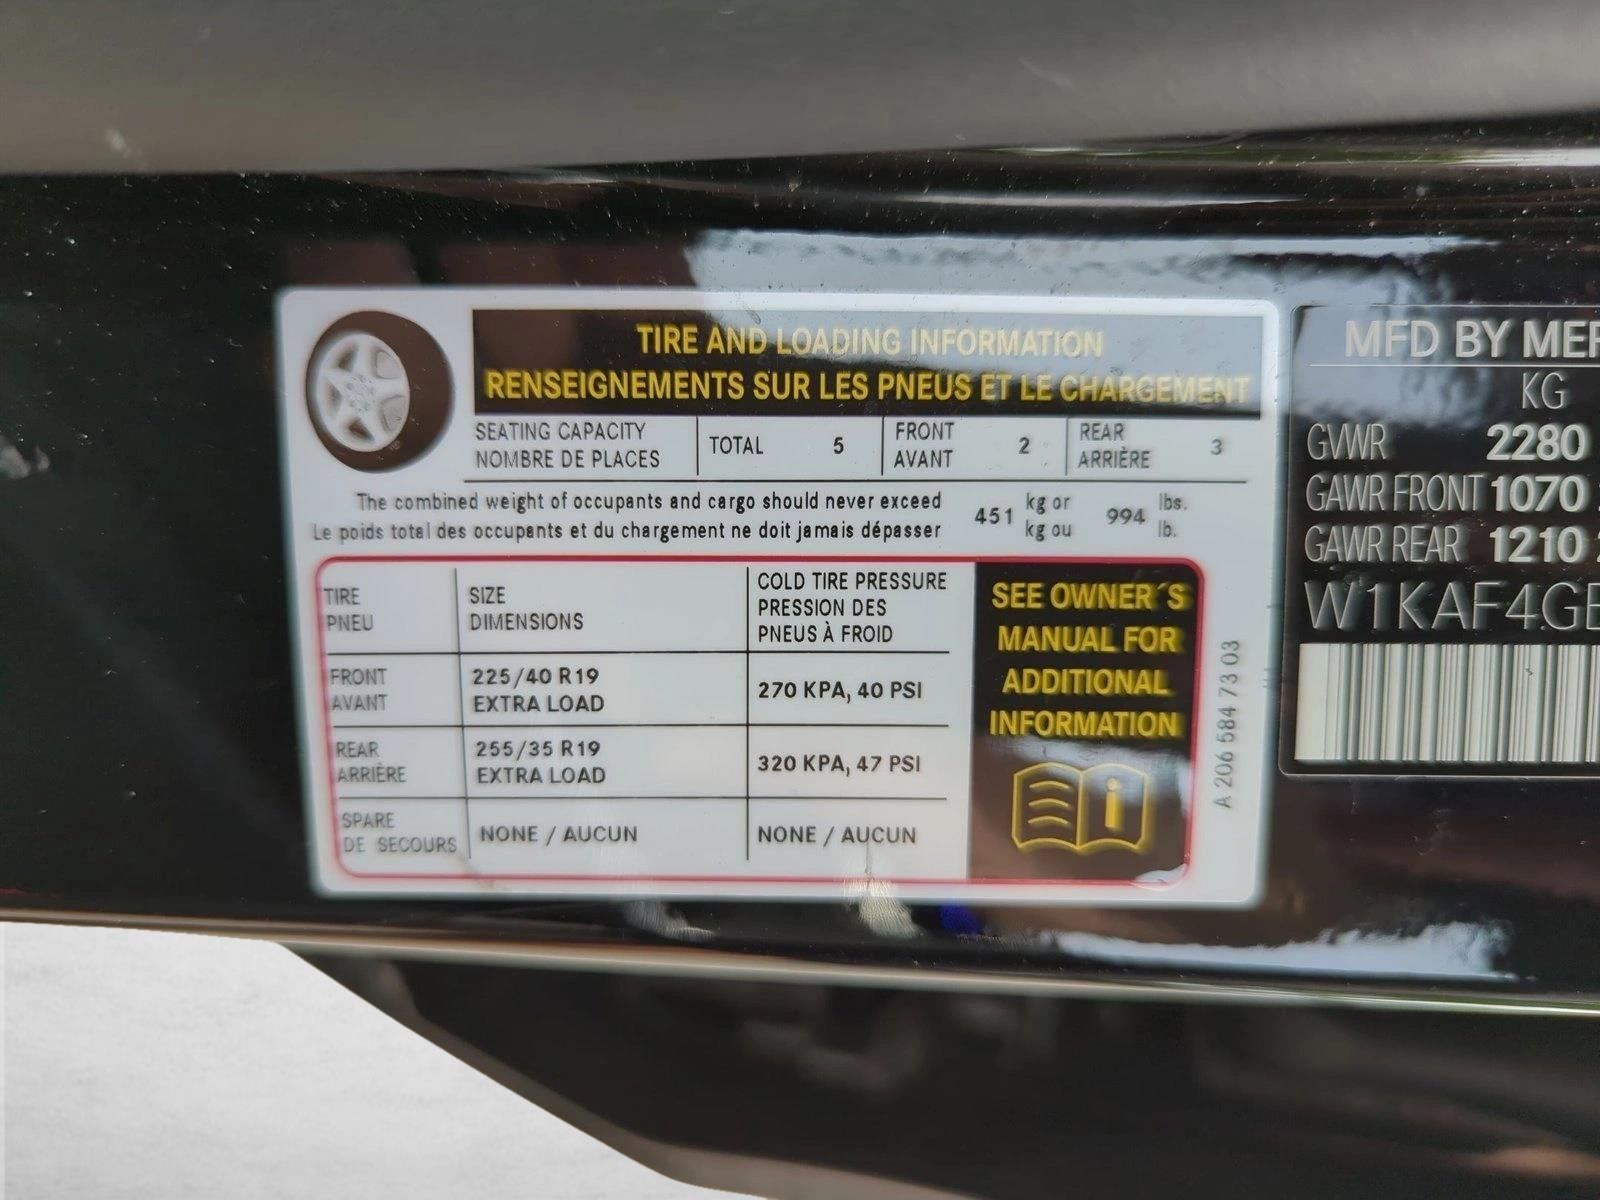 TIRE AND LOADING INFORMATION
RENSEIGNEMENTS SUR LES PNEUS ET LE CHARGEMENT
SEATING CAPACITY
NOMBRE DE PLACES
TOTAL 5
FRONT
AVANT
2
REAR
ARRIÈRE
3
The combined weight of occupants and cargo should never exceed
Le poids total des occupants et du chargement ne doit jamais dépasser
451
kg or
kg ou
994
lbs.
lb.
TIRE
PNEU
SIZE
DIMENSIONS
COLD TIRE PRESSURE
PRESSION DES
PNEUS À FROID
FRONT
AVANT
225/40 R19
EXTRA LOAD
270 KPA, 40 PSI
REAR
ARRIÈRE
255/35 R19
EXTRA LOAD
320 KPA, 47 PSI
SPARE
DE SECOURS
NONE / AUCUN
NONE / AUCUN
SEE OWNER´S
MANUAL FOR
ADDITIONAL
INFORMATION
A 206 584 73 03
MFD BY MER
KG
GVWR 2280
GAWR FRONT 1070
GAWR REAR 1210
W1KAF4GB